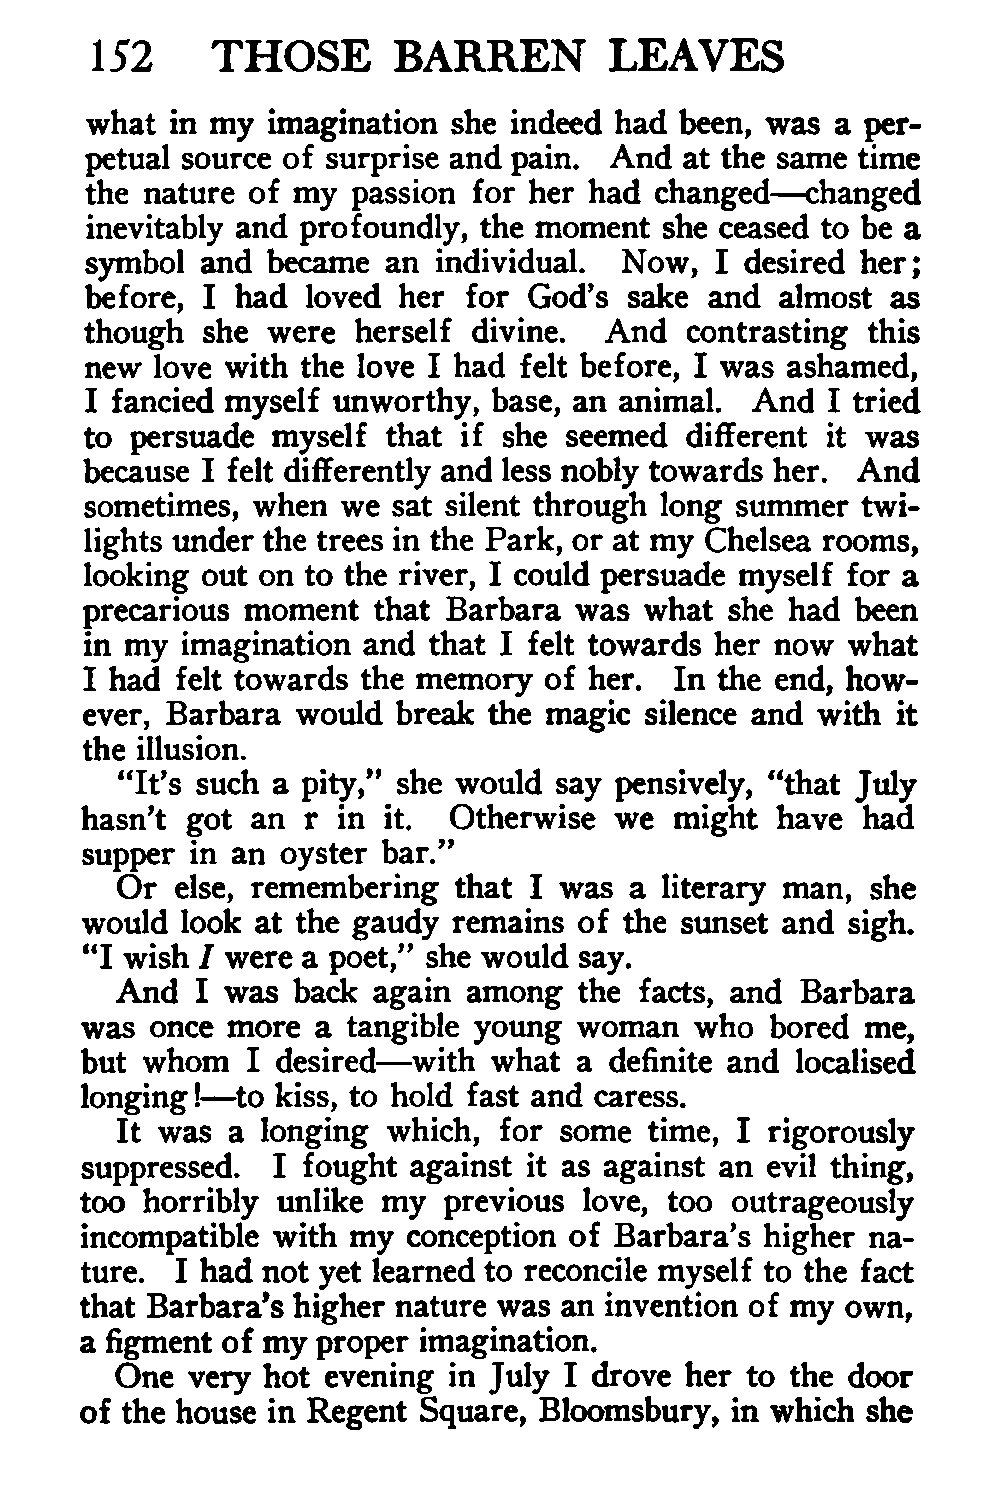 152 THOSE BARREN LEAVES
what in my imagination she indeed had been, was a per-
petual source of surprise and pain. And at the same time
the nature of my passion for her had changed—changed
inevitably and profoundly, the moment she ceased to be a
symbol and became an individual. Now, I desired her;
before, I had loved her for God's sake and almost as
though she were herself divine. And contrasting this
new love with the love I had felt before, I was ashamed,
I fancied myself unworthy, base, an animal. And I tried
to persuade myself that if she seemed different it was
because I felt differently and less nobly towards her. And
sometimes, when we sat silent through long summer twi-
lights under the trees in the Park, or at my Chelsea rooms,
looking out on to the river, I could persuade myself for a
precarious moment that Barbara was what she had been
in my imagination and that I felt towards her now what
I had felt towards the memory of her. In the end, how-
ever, Barbara would break the magic silence and with it
the illusion.
"It's such a pity," she would say pensively, "that July
hasn't got an r in it. Otherwise we might have had
supper in an oyster bar."
Or else, remembering that I was a literary man, she
would look at the gaudy remains of the sunset and sigh.
"I wish I were a poet," she would say.
And I was back again among the facts, and Barbara
was once more a tangible young woman who bored me,
but whom I desired—with what a definite and localised
longing!—to kiss, to hold fast and caress.
It was a longing which, for some time, I rigorously
suppressed. I fought against it as against an evil thing,
too horribly unlike my previous love, too outrageously
incompatible with my conception of Barbara's higher na-
ture. I had not yet learned to reconcile myself to the fact
that Barbara's higher nature was an invention of my own,
a figment of my proper imagination.
One very hot evening in July I drove her to the door
of the house in Regent Square, Bloomsbury, in which she